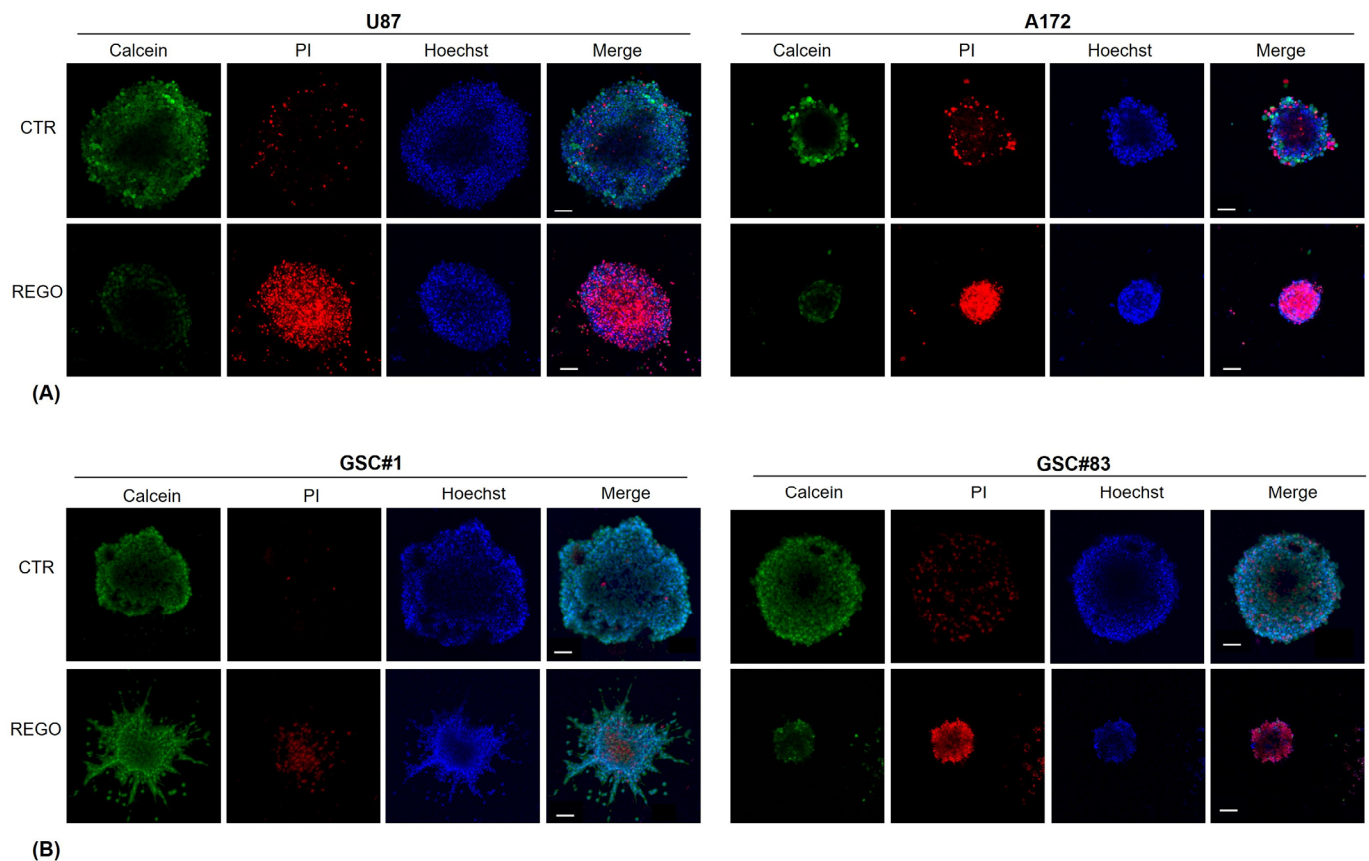 U87 A172
Calcein PI Hoechst Merge Calcein PI Hoechst Merge
CTR
REGO
(A)
GSC#1 GSC#83
Calcein PI Hoechst Merge Calcein PI Hoechst Merge
CTR
REGO
(B)